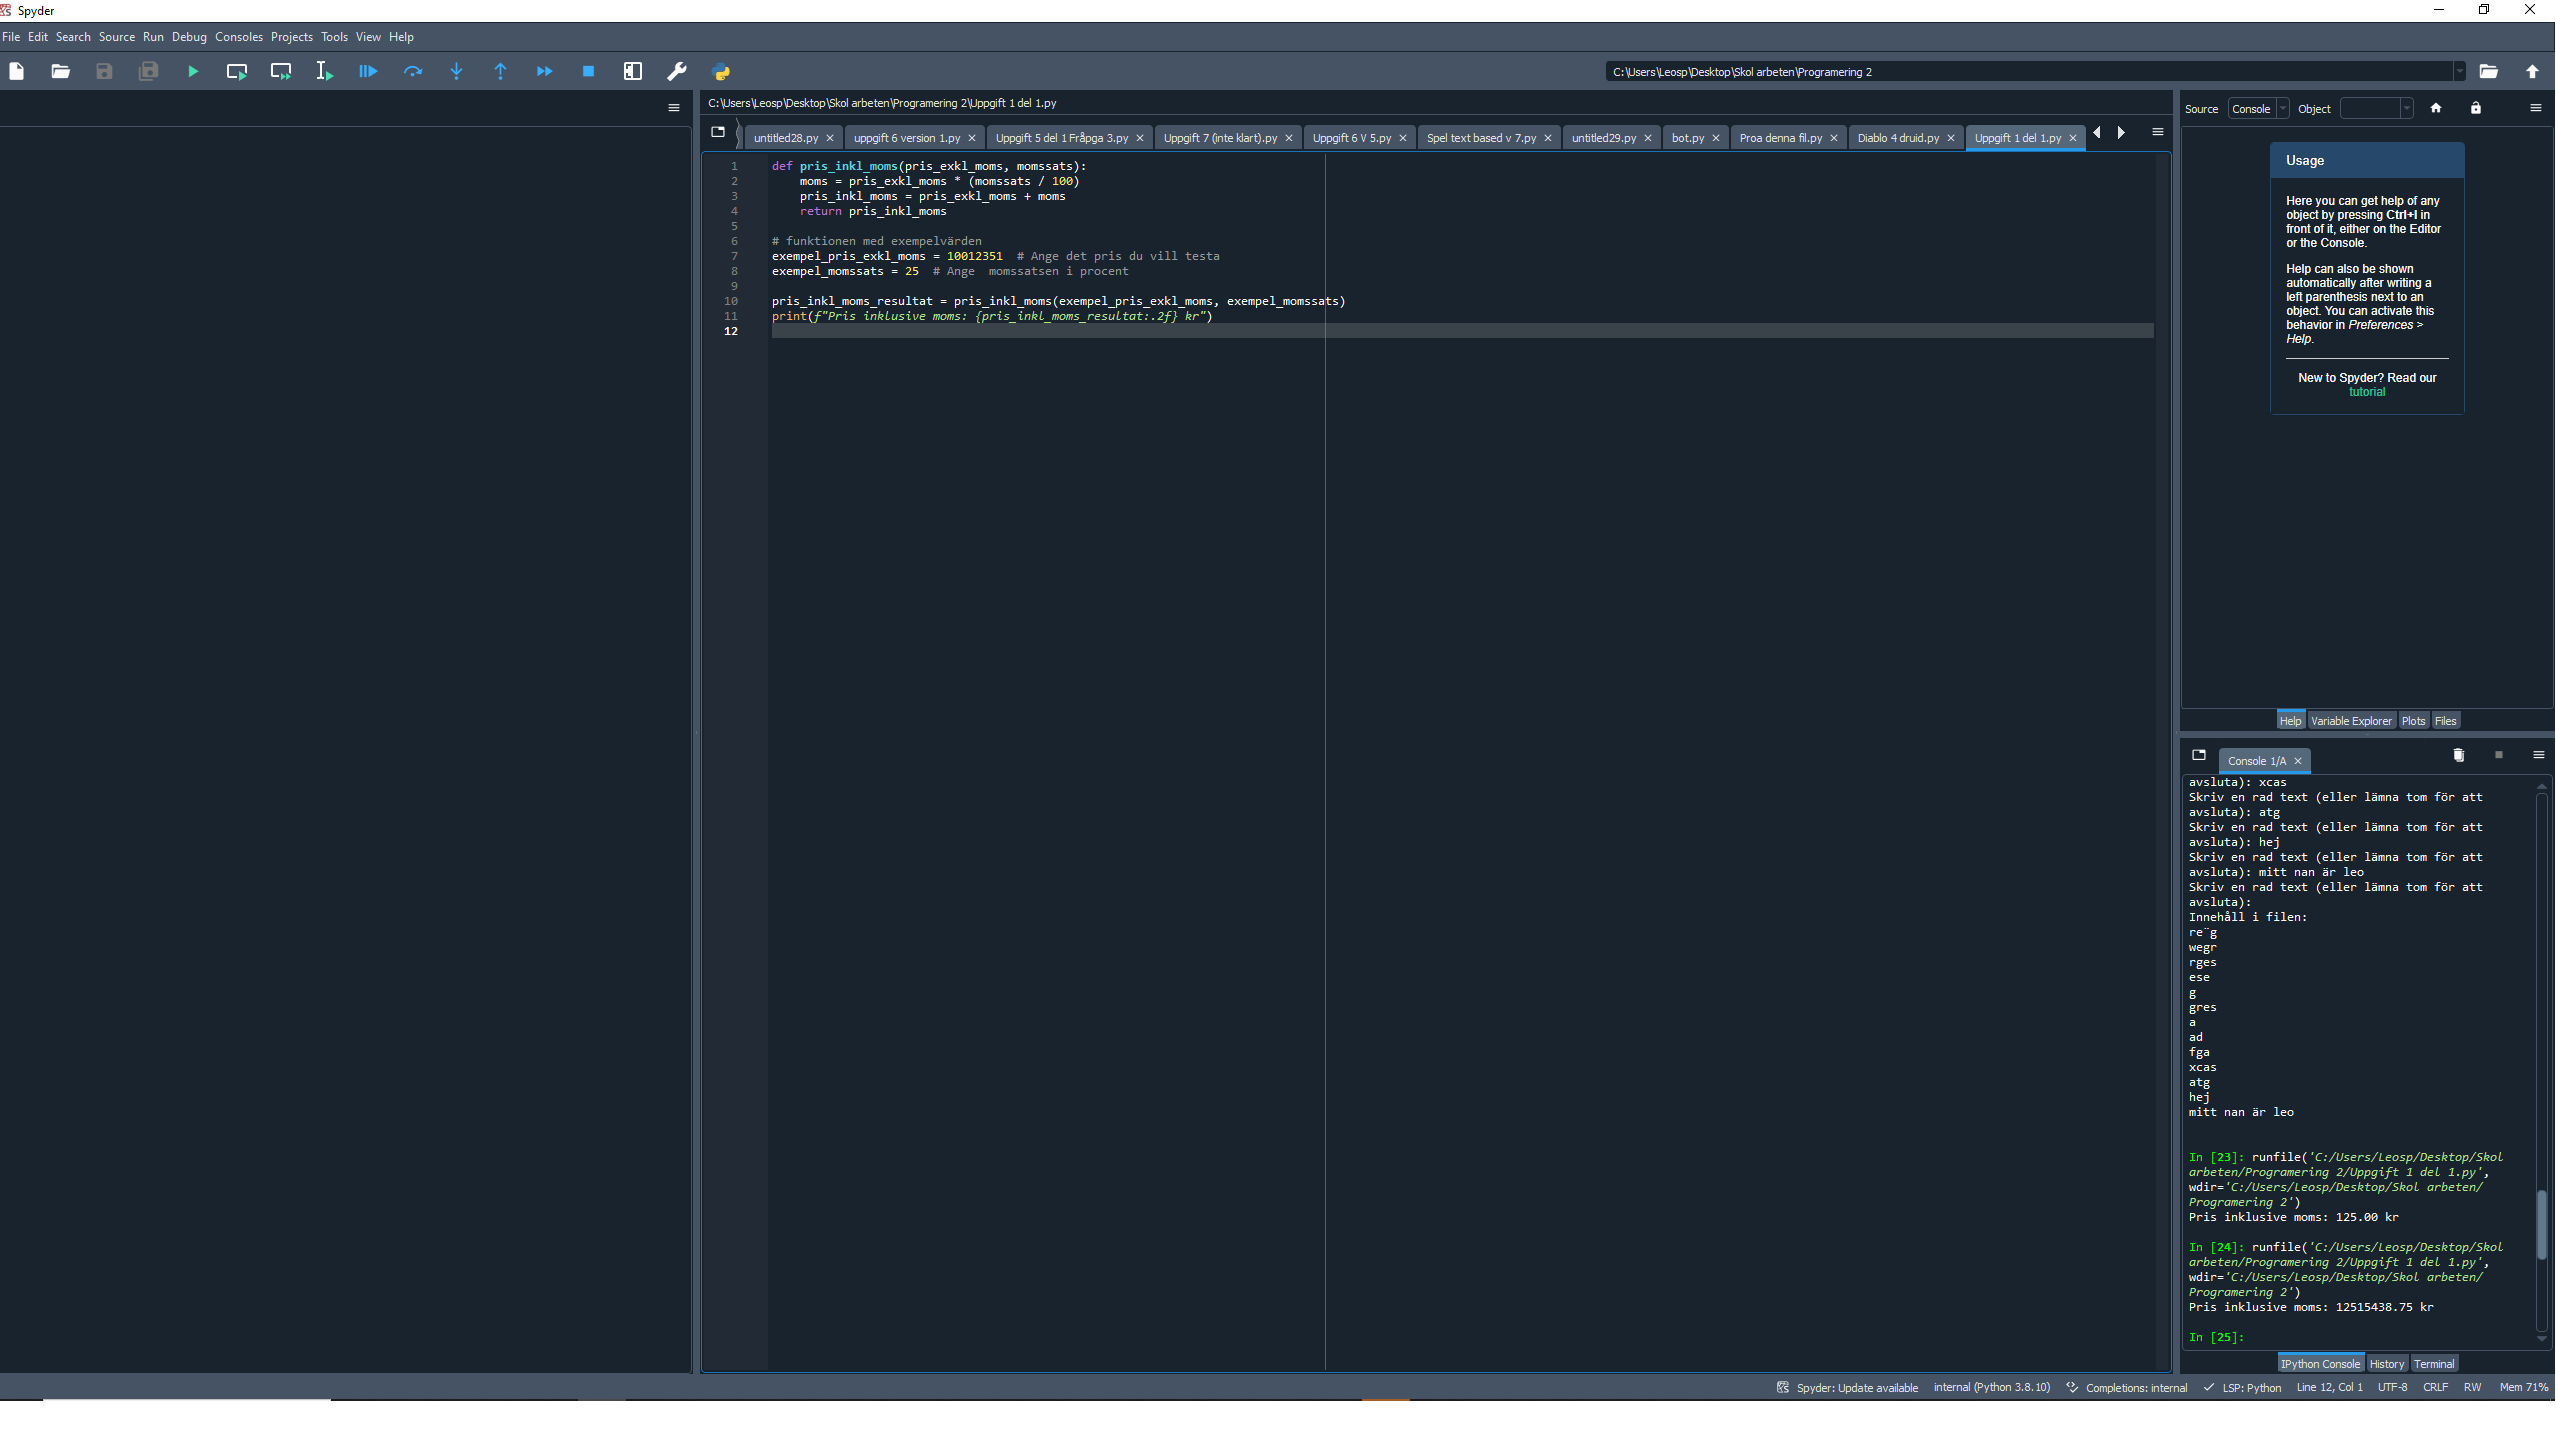 Spyder
File Edit Search Source Run Debug Consoles Projects Tools View Help
C:\Users\Leosp\Desktop\Skol arbeten\Programering 2
C:\Users\Leosp\Desktop\Skol arbeten\Programering 2\Uppgift 1 del 1.py
untitled28.py uppgift 6 version 1.py Uppgift 5 del 1 Fråpga 3.py Uppgift 7 (inte klart).py Uppgift 6 V 5.py Spel text based v 7.py untitled29.py bot.py Proa denna fil.py Diablo 4 druid.py Uppgift 1 del 1.py
1 def pris_inkl_moms(pris_exkl_moms, momssats):
2 moms = pris_exkl_moms * (momssats / 100)
3 pris_inkl_moms = pris_exkl_moms + moms
4 return pris_inkl_moms
5
6 # funktionen med exempelvärden
7 exempel_pris_exkl_moms = 10012351  # Ange det pris du vill testa
8 exempel_momssats = 25  # Ange  momssatsen i procent
9
10 pris_inkl_moms_resultat = pris_inkl_moms(exempel_pris_exkl_moms, exempel_momssats)
11 print(f"Pris inklusive moms: {pris_inkl_moms_resultat:.2f} kr")
12
Source Console Object
Usage
Here you can get help of any
object by pressing Ctrl+I in
front of it, either on the Editor
or the Console.
Help can also be shown
automatically after writing a
left parenthesis next to an
object. You can activate this
behavior in Preferences >
Help.
New to Spyder? Read our
tutorial
Help Variable Explorer Plots Files
Console 1/A
avsluta): xcas
Skriv en rad text (eller lämna tom för att
avsluta): atg
Skriv en rad text (eller lämna tom för att
avsluta): hej
Skriv en rad text (eller lämna tom för att
avsluta): mitt nan är leo
Skriv en rad text (eller lämna tom för att
avsluta):
Innehåll i filen:
re¨g
wegr
rges
ese
g
gres
a
ad
fga
xcas
atg
hej
mitt nan är leo
In [23]: runfile('C:/Users/Leosp/Desktop/Skol
arbeten/Programering 2/Uppgift 1 del 1.py',
wdir='C:/Users/Leosp/Desktop/Skol arbeten/
Programering 2')
Pris inklusive moms: 125.00 kr
In [24]: runfile('C:/Users/Leosp/Desktop/Skol
arbeten/Programering 2/Uppgift 1 del 1.py',
wdir='C:/Users/Leosp/Desktop/Skol arbeten/
Programering 2')
Pris inklusive moms: 12515438.75 kr
In [25]:
IPython Console History Terminal
Spyder: Update available internal (Python 3.8.10) Completions: internal LSP: Python Line 12, Col 1 UTF-8 CRLF RW Mem 71%